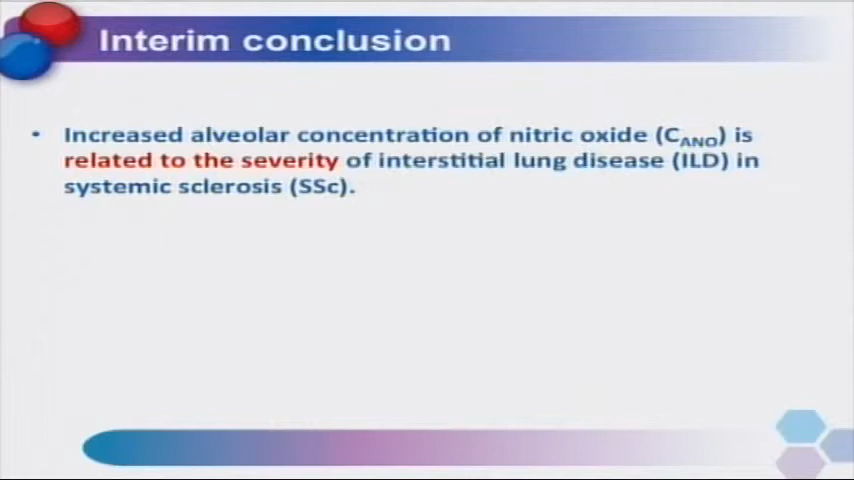 Interim conclusion
• Increased alveolar concentration of nitric oxide (CANO) is
related to the severity of interstitial lung disease (ILD) in
systemic sclerosis (SSc).